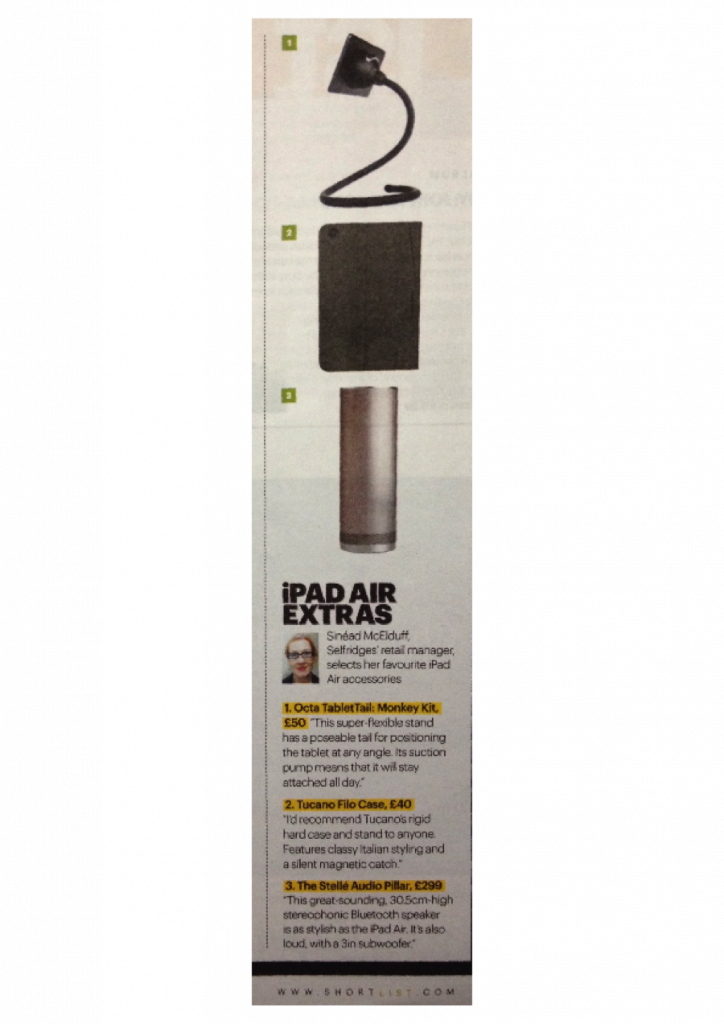 1
2
3
iPAD AIR
EXTRAS
Sinéad McElduff,
Selfridges' retail manager,
selects her favourite iPad
Air accessories
1. Octa TabletTail: Monkey Kit,
£50 "This super-flexible stand
has a poseable tail for positioning
the tablet at any angle. Its suction
pump means that it will stay
attached all day."
2. Tucano Filo Case, £40
"I'd recommend Tucano's rigid
hard case and stand to anyone.
Features classy Italian styling and
a silent magnetic catch."
3. The Stellé Audio Pillar, £299
"This great-sounding, 30.5cm-high
stereophonic Bluetooth speaker
is as stylish as the iPad Air. It's also
loud, with a 3in subwoofer."
WWW.SHORTLIST.COM